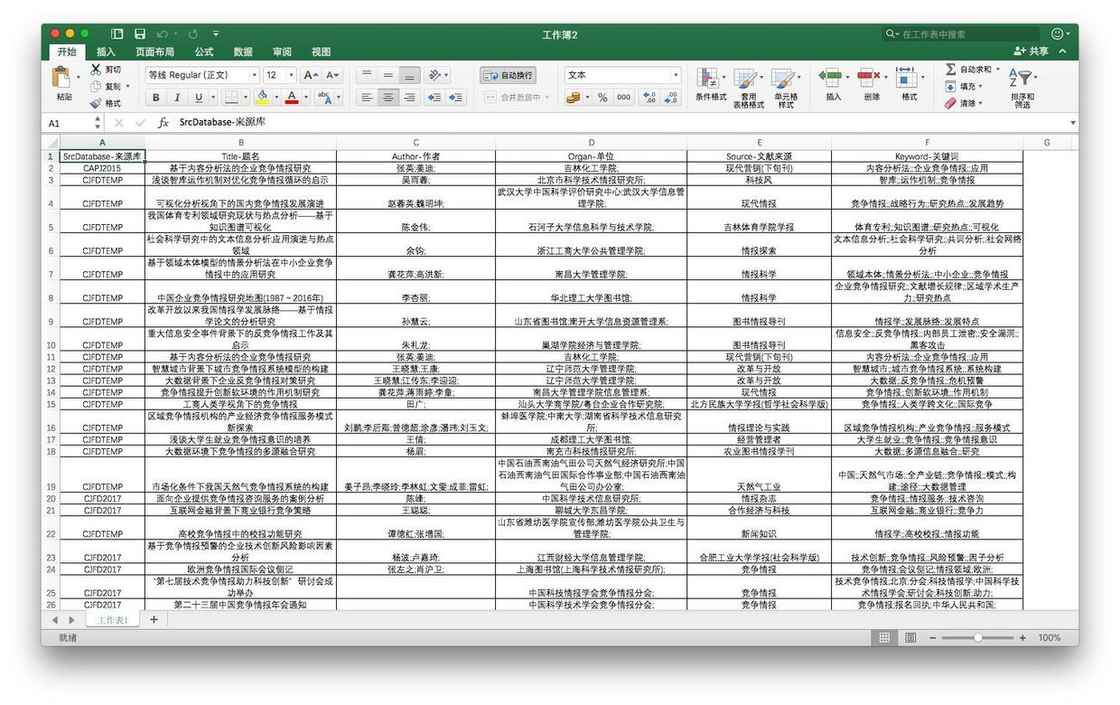 工作簿2
在工作表中搜索
开始 插入 页面布局 公式 数据 审阅 视图 共享
粘贴 剪切 复制 格式
等线 Regular (正文) 12
B I U
自动换行
合并后居中
文本
% 000
条件格式 套用表格格式 单元格样式 插入 删除 格式
自动求和 填充 清除 排序和筛选
A1 fx SrcDatabase-来源库
A B C D E F G
1 SrcDatabase-来源库 Title-题名 Author-作者 Organ-单位 Source-文献来源 Keyword-关键词
2 CAPJ2015 基于内容分析法的企业竞争情报研究 张英;姜迪; 吉林化工学院; 现代营销(下旬刊) 内容分析法;;企业竞争情报;;应用
3 CJFDTEMP 浅谈智库运作机制对优化竞争情报循环的启示 吴雨蓍; 北京市科学技术情报研究所; 科技风 智库;;运作机制;;竞争情报
武汉大学中国科学评价研究中心;武汉大学信息管
4 CJFDTEMP 可视化分析视角下的国内竞争情报发展演进 赵蓉英;魏明坤; 理学院; 现代情报 竞争情报;;战略行为;;研究热点;;发展趋势
我国体育专利领域研究现状与热点分析——基于
5 CJFDTEMP 知识图谱可视化 陈金伟; 石河子大学信息科学与技术学院; 吉林体育学院学报 体育专利;;知识图谱;;研究热点;;可视化
社会科学研究中的文本信息分析:应用演进与热点 文本信息分析;;社会科学研究;;共词分析;;社会网络
6 CJFDTEMP 领域 余钧; 浙江工商大学公共管理学院; 情报探索 分析
基于领域本体模型的情景分析法在中小企业竞争
7 CJFDTEMP 情报中的应用研究 龚花萍;高洪新; 南昌大学管理学院; 情报科学 领域本体;;情景分析法;;中小企业;;竞争情报
企业竞争情报研究;;文献增长规律;;区域学术生产
8 CJFDTEMP 中国企业竞争情报研究地图(1987－2016年) 李杏丽; 华北理工大学图书馆; 情报科学 力;;研究热点
改革开放以来我国情报学发展脉络——基于情报
9 CJFDTEMP 学论文的分析研究 孙慧云; 山东省图书馆;南开大学信息资源管理系; 图书情报导刊 情报学;;发展脉络;;发展特点
重大信息安全事件背景下的反竞争情报工作及其 信息安全;;反竞争情报;;内部员工泄密;;安全漏洞;;
10 CJFDTEMP 启示 朱礼龙; 巢湖学院经济与管理学院; 图书情报导刊 黑客攻击
11 CJFDTEMP 基于内容分析法的企业竞争情报研究 张英;姜迪; 吉林化工学院; 现代营销(下旬刊) 内容分析法;;企业竞争情报;;应用
12 CJFDTEMP 智慧城市背景下城市竞争情报系统模型的构建 王晓慧;王康; 辽宁师范大学管理学院; 改革与开放 智慧城市;;城市竞争情报系统;;系统构建
13 CJFDTEMP 大数据背景下企业反竞争情报对策研究 王晓慧;江传东;李迎迎; 辽宁师范大学管理学院; 改革与开放 大数据;;反竞争情报;;危机预警
14 CJFDTEMP 竞争情报提升创新软环境的作用机制研究 龚花萍;蒋雨婷;李童; 南昌大学管理学院信息管理系; 现代情报 竞争情报;;创新软环境;;作用机制
15 CJFDTEMP 工商人类学视角下的竞争情报 田广; 汕头大学商学院/粤台企业合作研究院; 北方民族大学学报(哲学社会科学版) 竞争情报;;人类学跨文化;;国际竞争
区域竞争情报机构的产业经济竞争情报服务模式 蚌埠医学院;中南大学;湖南省科学技术信息研究
16 CJFDTEMP 新探索 刘鹏;李后卿;曾德超;涂彦;潘玮;刘玉文; 所; 情报理论与实践 区域竞争情报机构;;产业竞争情报;;服务模式
17 CJFDTEMP 浅谈大学生就业竞争情报意识的培养 王倩; 成都理工大学图书馆; 经营管理者 大学生就业;;竞争情报;;竞争情报意识
18 CJFDTEMP 大数据环境下竞争情报的多源融合研究 杨眉; 南充市科技情报研究所; 农业图书情报学刊 大数据;;多源信息融合;;研究
中国石油西南油气田公司天然气经济研究所;中国
石油西南油气田国际合作事业部;中国石油西南油 中国;;天然气市场;;全产业链;;竞争情报;;模式;;构
19 CJFDTEMP 市场化条件下我国天然气竞争情报系统的构建 姜子昂;李晓玲;李林虹;文雯;成菲;雷虹; 气田公司办公室; 天然气工业 建;;途径;;大数据管理
20 CJFD2017 面向企业提供竞争情报咨询服务的案例分析 陈峰; 中国科学技术信息研究所; 情报杂志 竞争情报;;情报服务;;技术咨询
21 CJFD2017 互联网金融背景下商业银行竞争策略 王聪聪; 聊城大学东昌学院; 合作经济与科技 互联网金融;;商业银行;;竞争力
山东省潍坊医学院宣传部;潍坊医学院公共卫生与
22 CJFDTEMP 高校竞争情报中的校报功能研究 谭德红;张增国; 管理学院; 新闻知识 情报学;;高校校报;;情报功能
基于竞争情报预警的企业技术创新风险影响因素
23 CJFD2017 分析 杨波;卢嘉琦; 江西财经大学信息管理学院; 合肥工业大学学报(社会科学版) 技术创新;;竞争情报;;风险预警;;因子分析
24 CJFD2017 欧洲竞争情报国际会议侧记 张左之;肖沪卫; 上海图书馆(上海科学技术情报研究所); 竞争情报 竞争情报;会议侧记;情报领域;欧洲;
“第七届技术竞争情报助力科技创新”研讨会成 技术竞争情报;北京;分会;科技情报学;中国科学技
25 CJFD2017 功举办 中国科技情报学会竞争情报分会; 竞争情报 术情报学会;研讨会;科技创新;助力;
26 CJFD2017 第二十三届中国竞争情报年会通知 中国科学技术学会竞争情报分会; 竞争情报 竞争情报;报名回执;中华人民共和国;
工作表1 +
就绪 100%